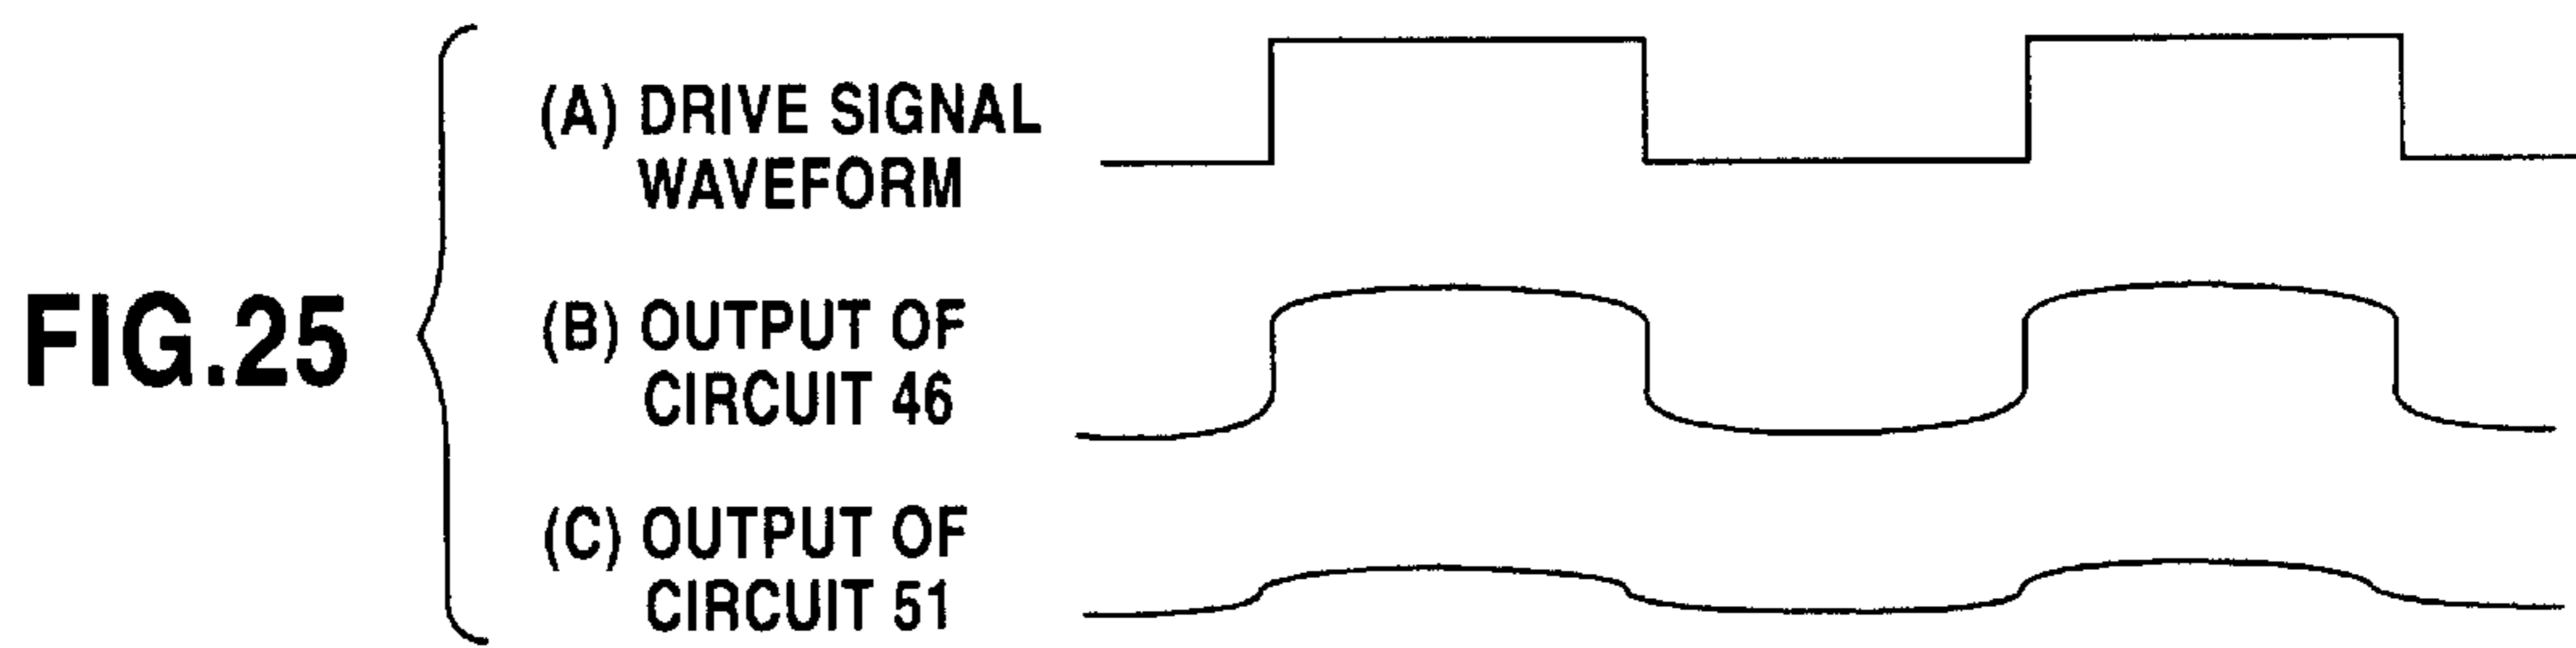 FIG.25
(A) DRIVE SIGNAL
WAVEFORM
(B) OUTPUT OF
CIRCUIT 46
(C) OUTPUT OF
CIRCUIT 51